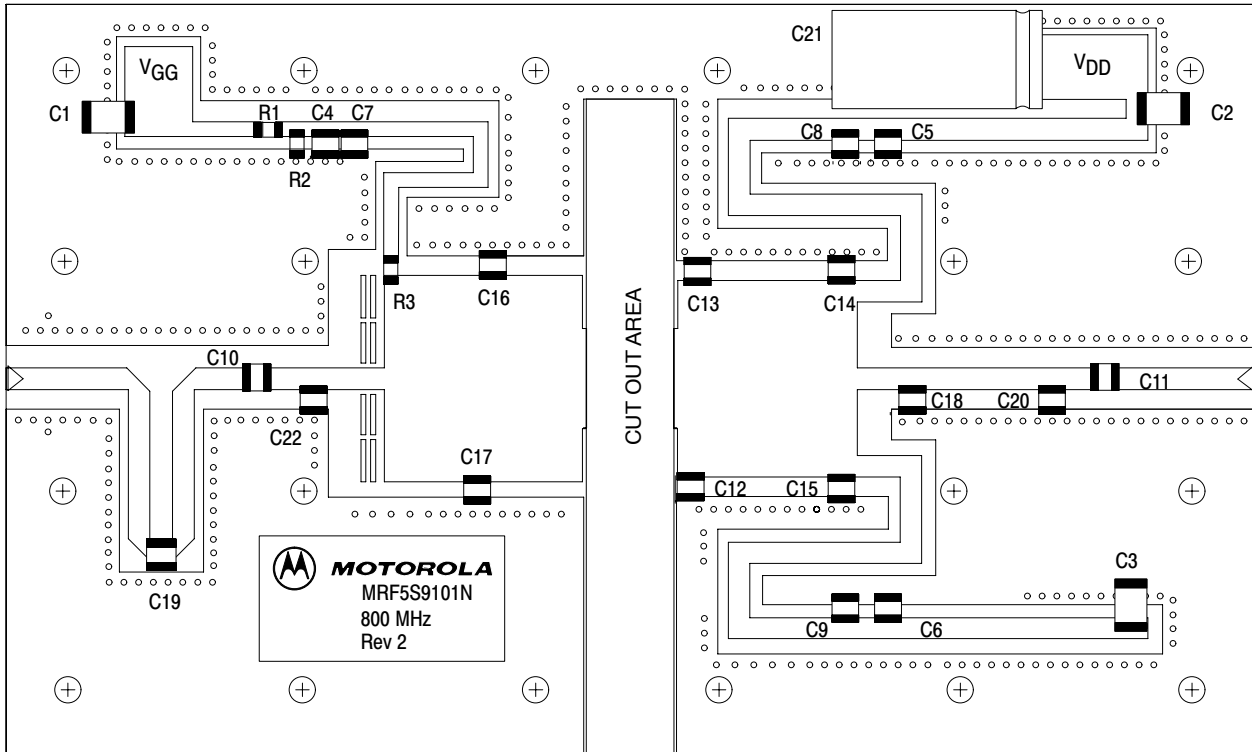 C21
VGG
VDD
C1
R1
C4
C7
C8
C5
C2
R2
R3
C16
C13
C14
CUT OUT AREA
C10
C11
C22
C18
C20
C17
C12
C15
C19
MOTOROLA
MRF5S9101N
800 MHz
Rev 2
C3
C9
C6